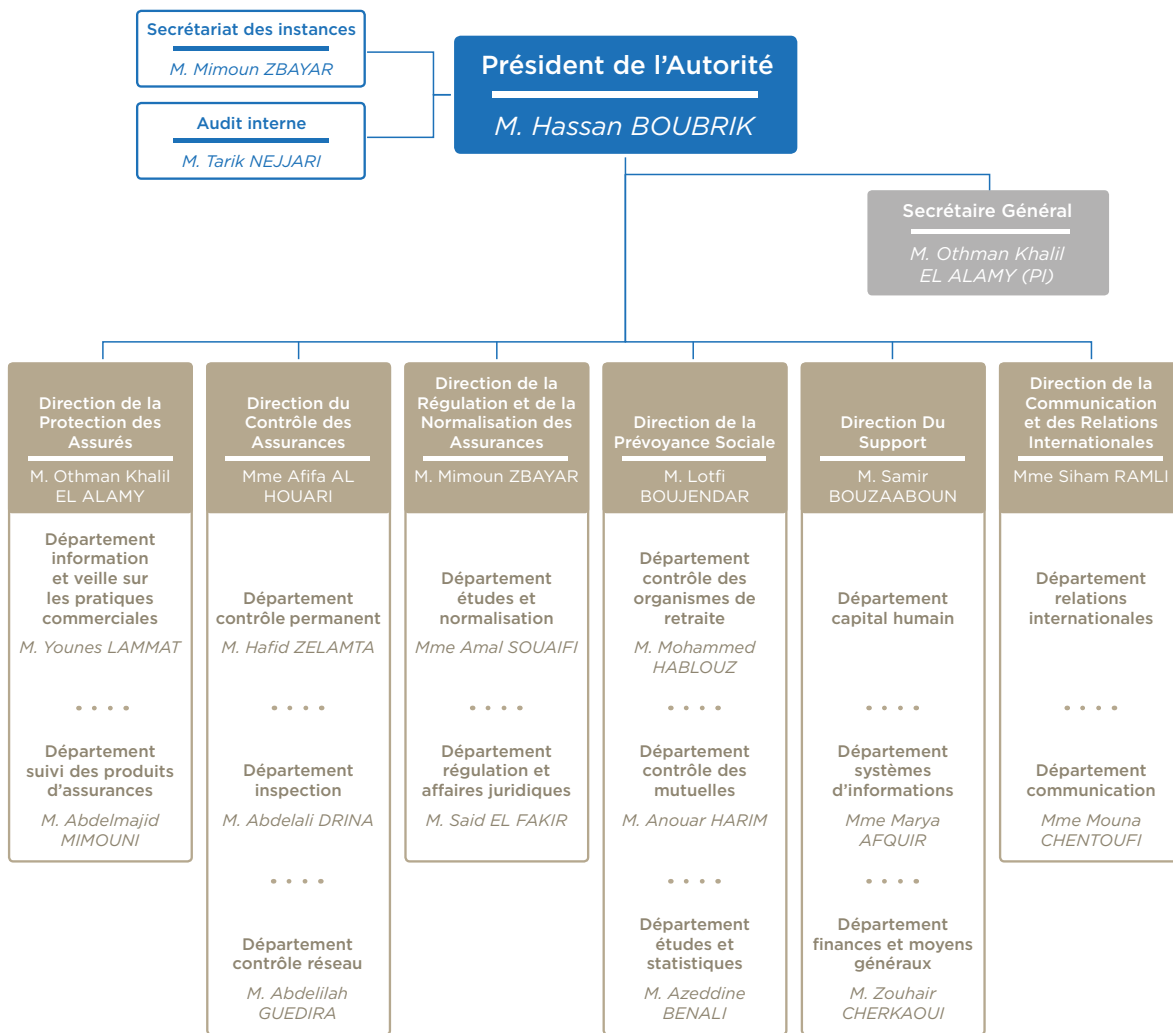 Secrétariat des instances
M. Mimoun ZBAYAR
Audit interne
M. Tarik NEJJARI
Président de l’Autorité
M. Hassan BOUBRIK
Secrétaire Général
M. Othman Khalil
EL ALAMY (PI)
Direction de la
Protection des
Assurés
M. Othman Khalil
EL ALAMY
Département
information
et veille sur
les pratiques
commerciales
M. Younes LAMMAT
Département
suivi des produits
d’assurances
M. Abdelmajid
MIMOUNI
Direction du
Contrôle des
Assurances
Mme Afifa AL
HOUARI
Département
contrôle permanent
M. Hafid ZELAMTA
Département
inspection
M. Abdelali DRINA
Département
contrôle réseau
M. Abdelilah
GUEDIRA
Direction de la
Régulation et de la
Normalisation des
Assurances
M. Mimoun ZBAYAR
Département
études et
normalisation
Mme Amal SOUAIFI
Département
régulation et
affaires juridiques
M. Said EL FAKIR
Direction de la
Prévoyance Sociale
M. Lotfi
BOUJENDAR
Département
contrôle des
organismes de
retraite
M. Mohammed
HABLOUZ
Département
contrôle des
mutuelles
M. Anouar HARIM
Département
études et
statistiques
M. Azeddine
BENALI
Direction Du
Support
M. Samir
BOUZAABOUN
Département
capital humain
Département
systèmes
d’informations
Mme Marya
AFQUIR
Département
finances et moyens
généraux
M. Zouhair
CHERKAOUI
Direction de la
Communication
et des Relations
Internationales
Mme Siham RAMLI
Département
relations
internationales
Département
communication
Mme Mouna
CHENTOUFI